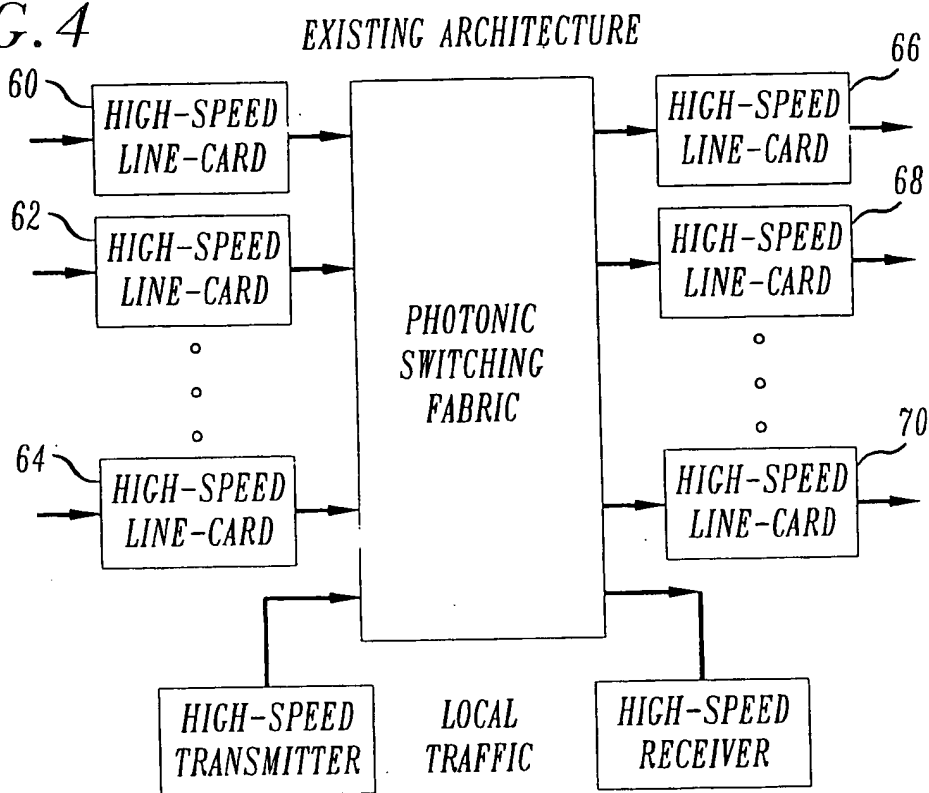 G.4
EXISTING ARCHITECTURE
60
HIGH-SPEED
LINE-CARD
66
HIGH-SPEED
LINE-CARD
62
HIGH-SPEED
LINE-CARD
68
HIGH-SPEED
LINE-CARD
PHOTONIC
SWITCHING
FABRIC
64
HIGH-SPEED
LINE-CARD
70
HIGH-SPEED
LINE-CARD
HIGH-SPEED
TRANSMITTER
LOCAL
TRAFFIC
HIGH-SPEED
RECEIVER